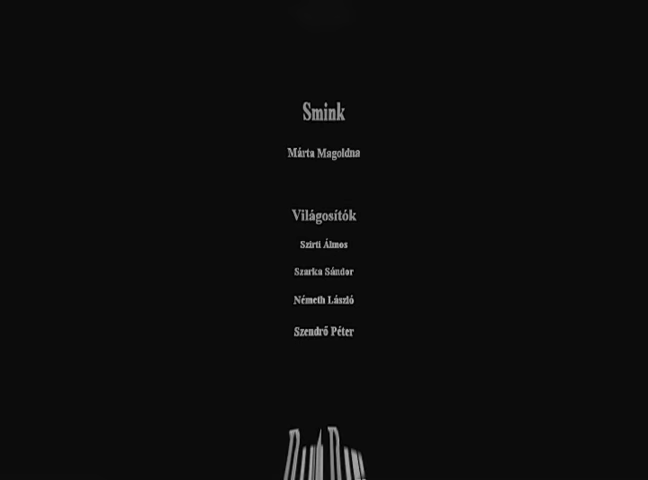 Smink
Márta Magoldna
Világosítók
Szirti Álmos
Szarka Sándor
Németh László
Szendrő Péter